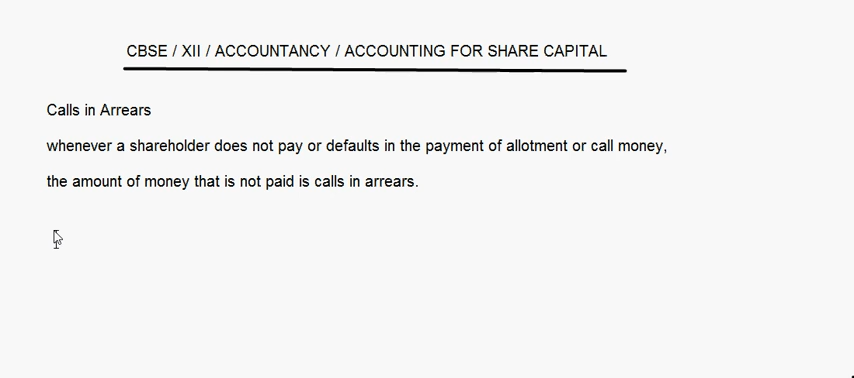 CBSE / XII / ACCOUNTANCY / ACCOUNTING FOR SHARE CAPITAL
Calls in Arrears
whenever a shareholder does not pay or defaults in the payment of allotment or call money,
the amount of money that is not paid is calls in arrears.